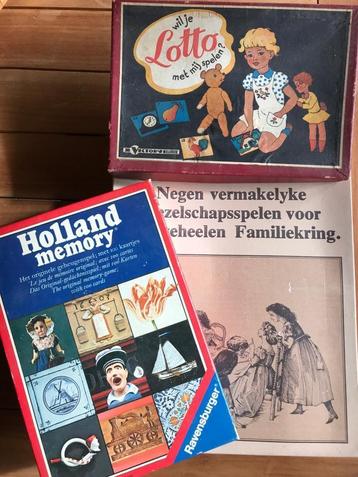 wil je
Lotto
met mij spelen?
Negen vermakelyke
ezelschapsspelen voor
geheelen Familiekring.
Holland
memory®
Het originele geheugenspel; met 100 kaartjes
Le jeu de mémoire original; avec 100 cartes
Das Original-gedächtnisspiel; mit 100 Karten
The original memory-game;
with 100 cards
Ravensburger